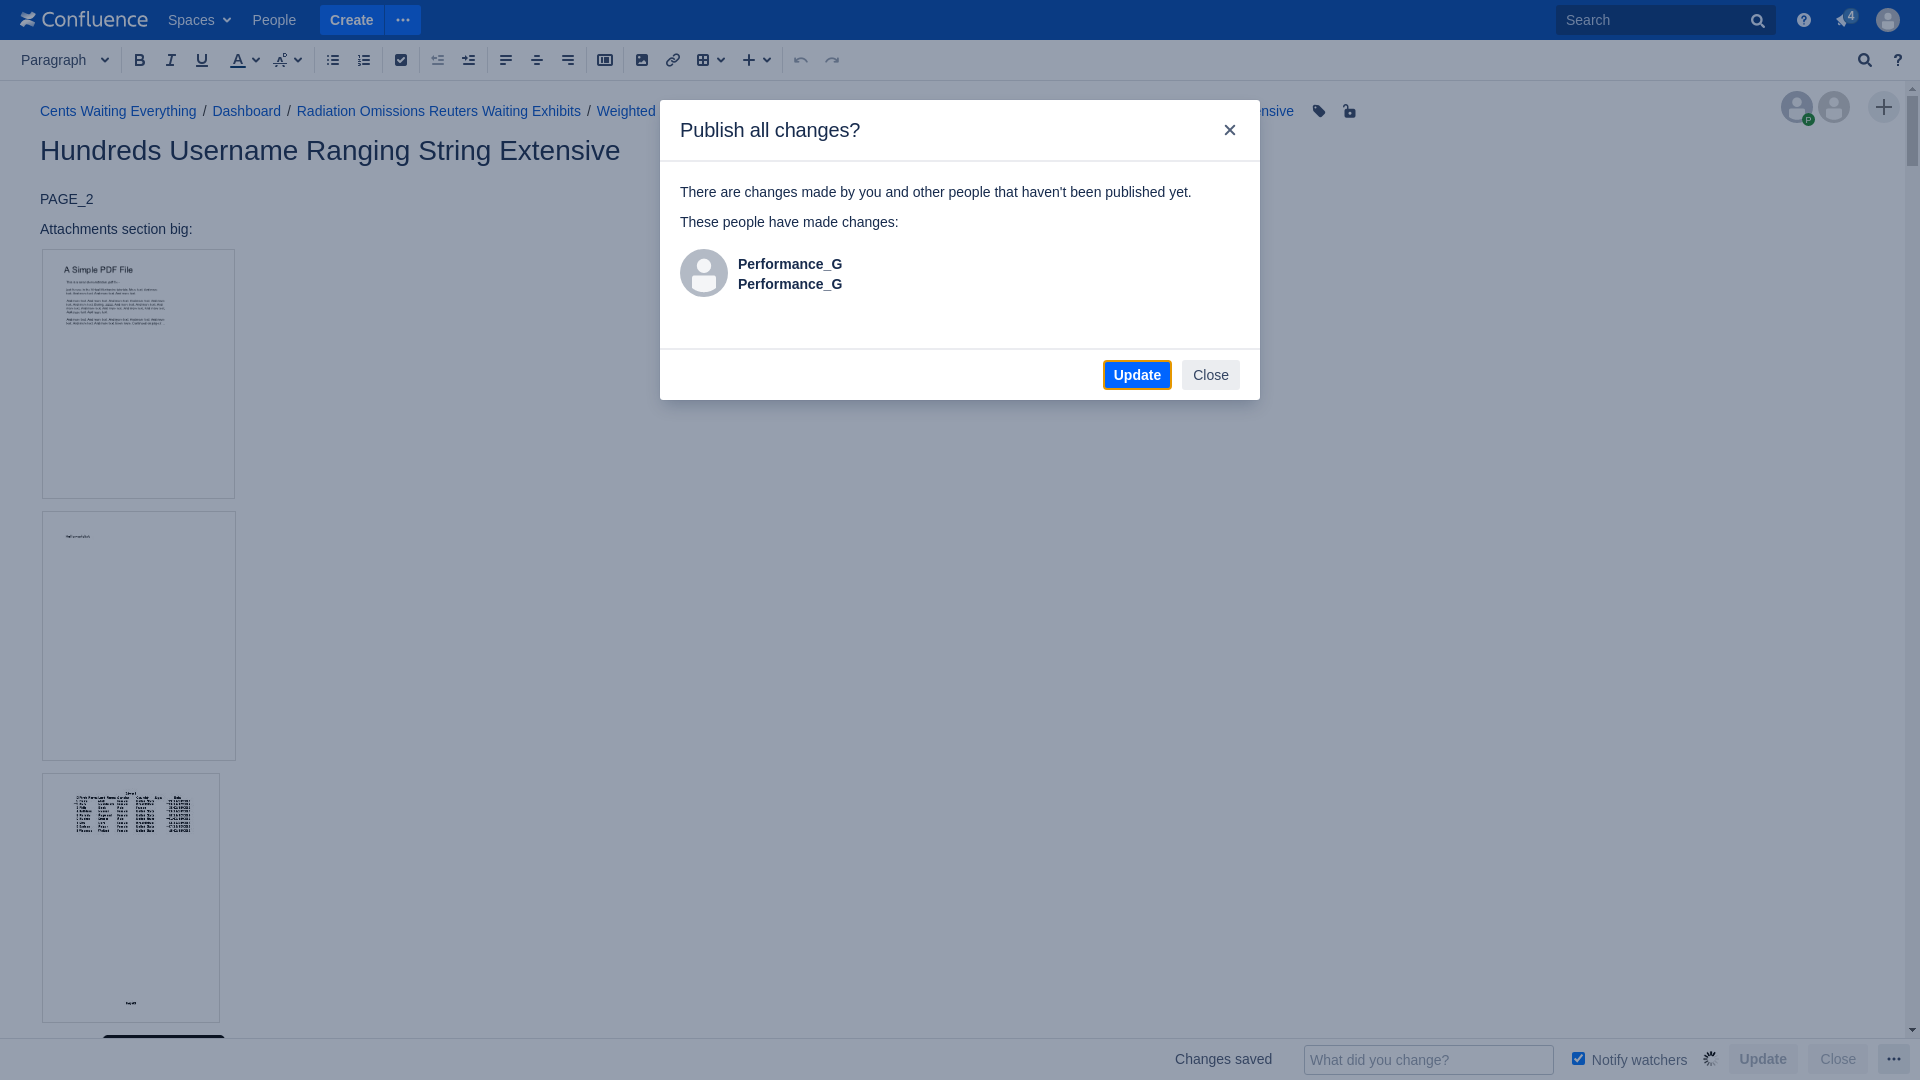 Confluence Spaces People Create Search 4
Paragraph
Cents Waiting Everything / Dashboard / Radiation Omissions Reuters Waiting Exhibits / Weighted
Hundreds Username Ranging String Extensive
PAGE_2
Attachments section big:
A Simple PDF File
Publish all changes?
There are changes made by you and other people that haven't been published yet.
These people have made changes:
Performance_G
Performance_G
Update Close
P
Changes saved What did you change? Notify watchers Update Close